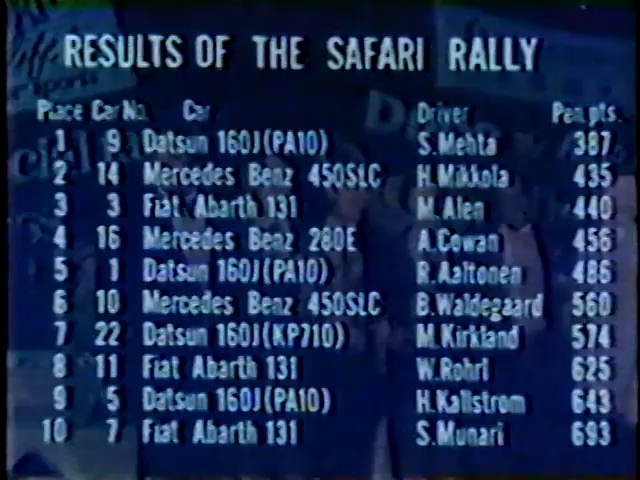 RESULTS OF THE SAFARI RALLY
Place Car No. Car Driver Pen. pts.
1 9 Datsun 160J(PA10) S.Mehta 387
2 14 Mercedes Benz 450SLC H.Mikkola 435
3 3 Fiat Abarth 131 M.Alen 440
4 16 Mercedes Benz 280E A.Cowan 456
5 1 Datsun 160J(PA10) R.Aaltonen 486
6 10 Mercedes Benz 450SLC B.Waldegaard 560
7 22 Datsun 160J(KP710) M.Kirkland 574
8 11 Fiat Abarth 131 W.Rohrl 625
9 5 Datsun 160J(PA10) H.Kallstrom 643
10 7 Fiat Abarth 131 S.Munari 693